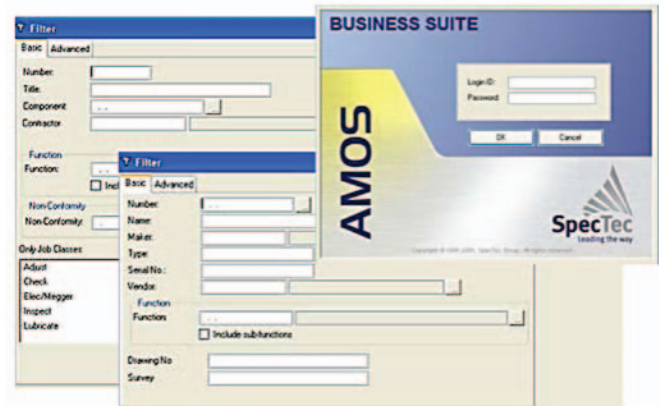 Filter
Basic Advanced
Number:
Title:
Component:
Contractor
Function
Function:
Non-Conformity
Non-Conformity:
Only Job Classes:
Adjust
Check
Elec/Megger
Inspect
Lubricate
Filter
Basic Advanced
Number:
Name:
Maker:
Type:
Serial No.:
Vendor:
Function
Function:
Include sub-functions
Drawing No
Survey
BUSINESS SUITE
Login ID:
Password:
OK Cancel
AMOS
SpecTec
Leading the way